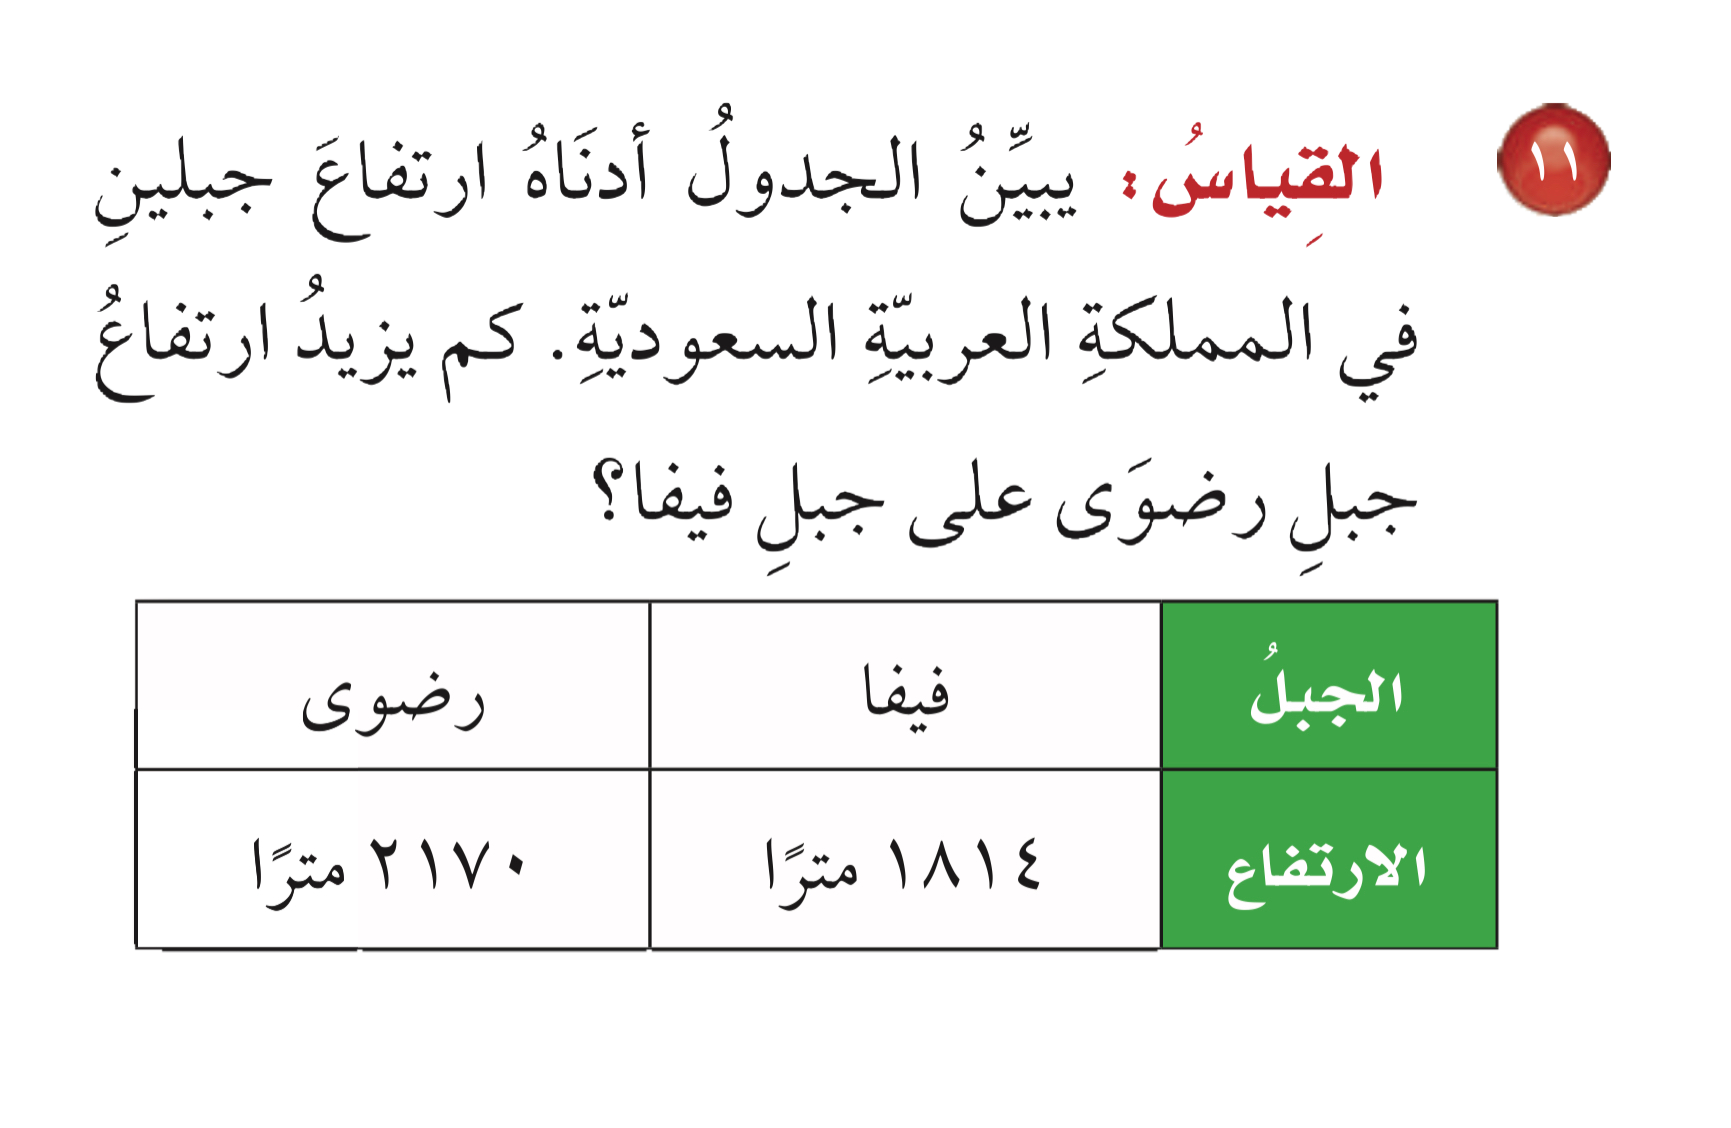 ١١ القِياسُ: يبيِّنُ الجدولُ أدنَاهُ ارتفاعَ جبلينِ
في المملكةِ العربيّةِ السعوديّةِ. كم يزيدُ ارتفاعُ
جبلِ رضوَى على جبلِ فيفا؟
الجبلُ فيفا رضوى
الارتفاع ١٨١٤ مترًا ٢١٧٠ مترًا